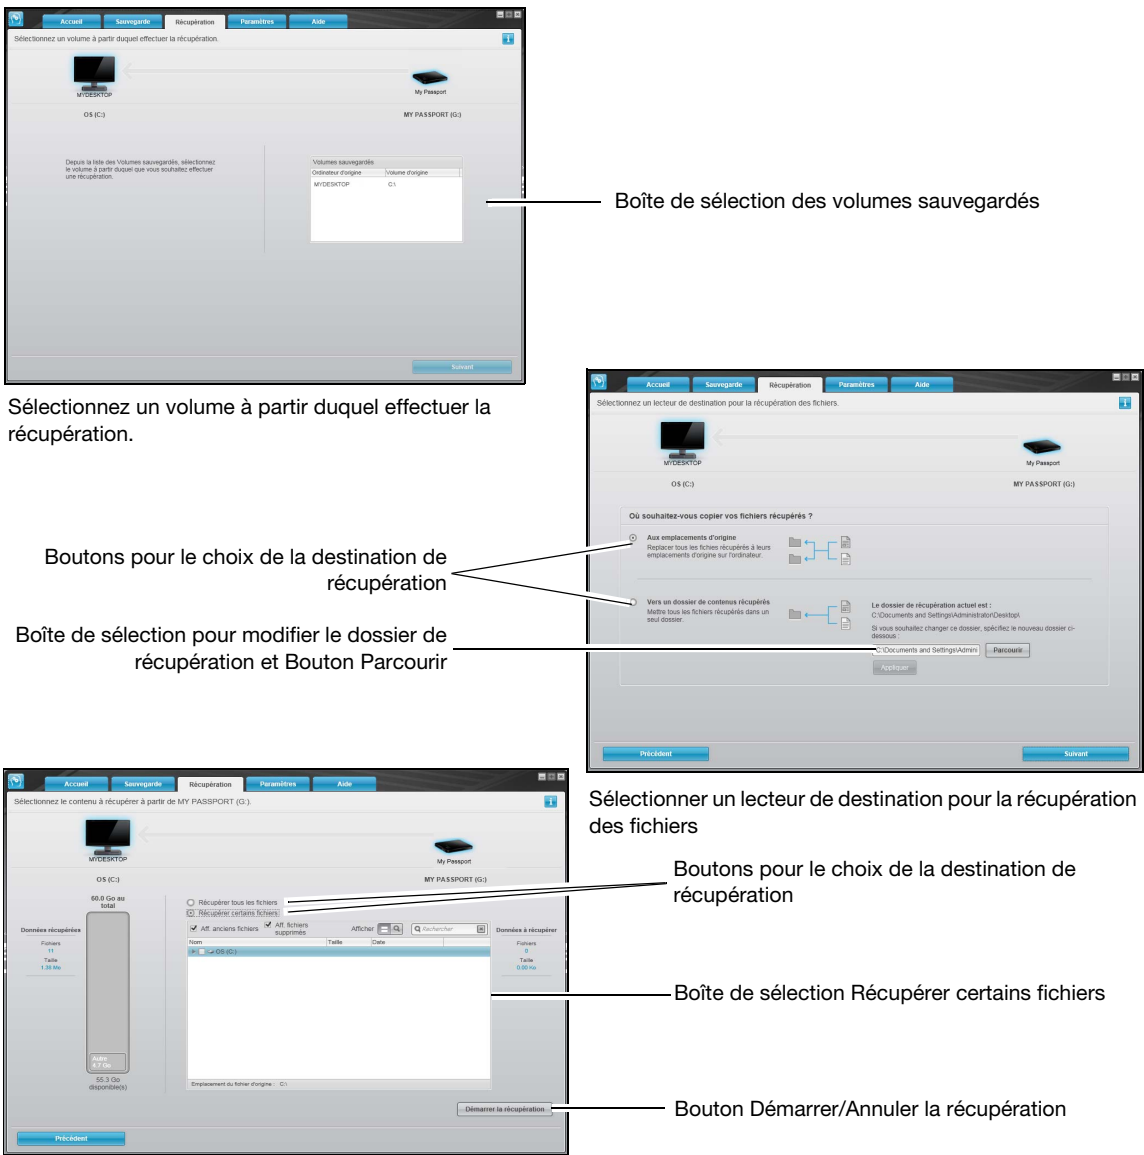 Accueil Sauvegarde Récupération Paramètres Aide
Sélectionnez un volume à partir duquel effectuer la récupération.
MYDESKTOP
My Passport
OS (C:)
MY PASSPORT (G:)
Depuis la liste des Volumes sauvegardés, sélectionnez
le volume à partir duquel que vous souhaitez effectuer
une récupération.
Volumes sauvegardés
Ordinateur d'origine Volume d'origine
MYDESKTOP C:\
Suivant
Boîte de sélection des volumes sauvegardés
Sélectionnez un volume à partir duquel effectuer la
récupération.
Accueil Sauvegarde Récupération Paramètres Aide
Sélectionnez un lecteur de destination pour la récupération des fichiers.
MYDESKTOP
My Passport
OS (C:)
MY PASSPORT (G:)
Où souhaitez-vous copier vos fichiers récupérés ?
Aux emplacements d'origine
Replacer tous les fichies récupérés à leurs
emplacements d'origine sur l'ordinateur.
Vers un dossier de contenus récupérés
Mettre tous les fichiers récupérés dans un
seul dossier.
Le dossier de récupération actuel est :
C:\Documents and Settings\Administrator\Desktop\
Si vous souhaitez changer ce dossier, spécifiez le nouveau dossier ci-
dessous :
C:\Documents and Settings\Admini Parcourir
Appliquer
Précédent
Suivant
Boutons pour le choix de la destination de
récupération
Boîte de sélection pour modifier le dossier de
récupération et Bouton Parcourir
Sélectionner un lecteur de destination pour la récupération
des fichiers
Accueil Sauvegarde Récupération Paramètres Aide
Sélectionnez le contenu à récupérer à partir de MY PASSPORT (G:).
MYDESKTOP
My Passport
OS (C:)
MY PASSPORT (G:)
60.0 Go au
total
Données récupérées
Fichiers
11
Taille
1.38 Mo
Autre
4.7 Go
55.3 Go
disponible(s)
Récupérer tous les fichiers
Récupérer certains fichiers:
Aff. anciens fichiers
Aff. fichiers
supprimés
Afficher
Rechercher
Nom Taille Date
OS (C:)
Emplacement du fichier d'origine : C:\
Données à récupérer
Fichiers
0
Taille
0.00 Ko
Démarrer la récupération
Précédent
Boutons pour le choix de la destination de
récupération
Boîte de sélection Récupérer certains fichiers
Bouton Démarrer/Annuler la récupération